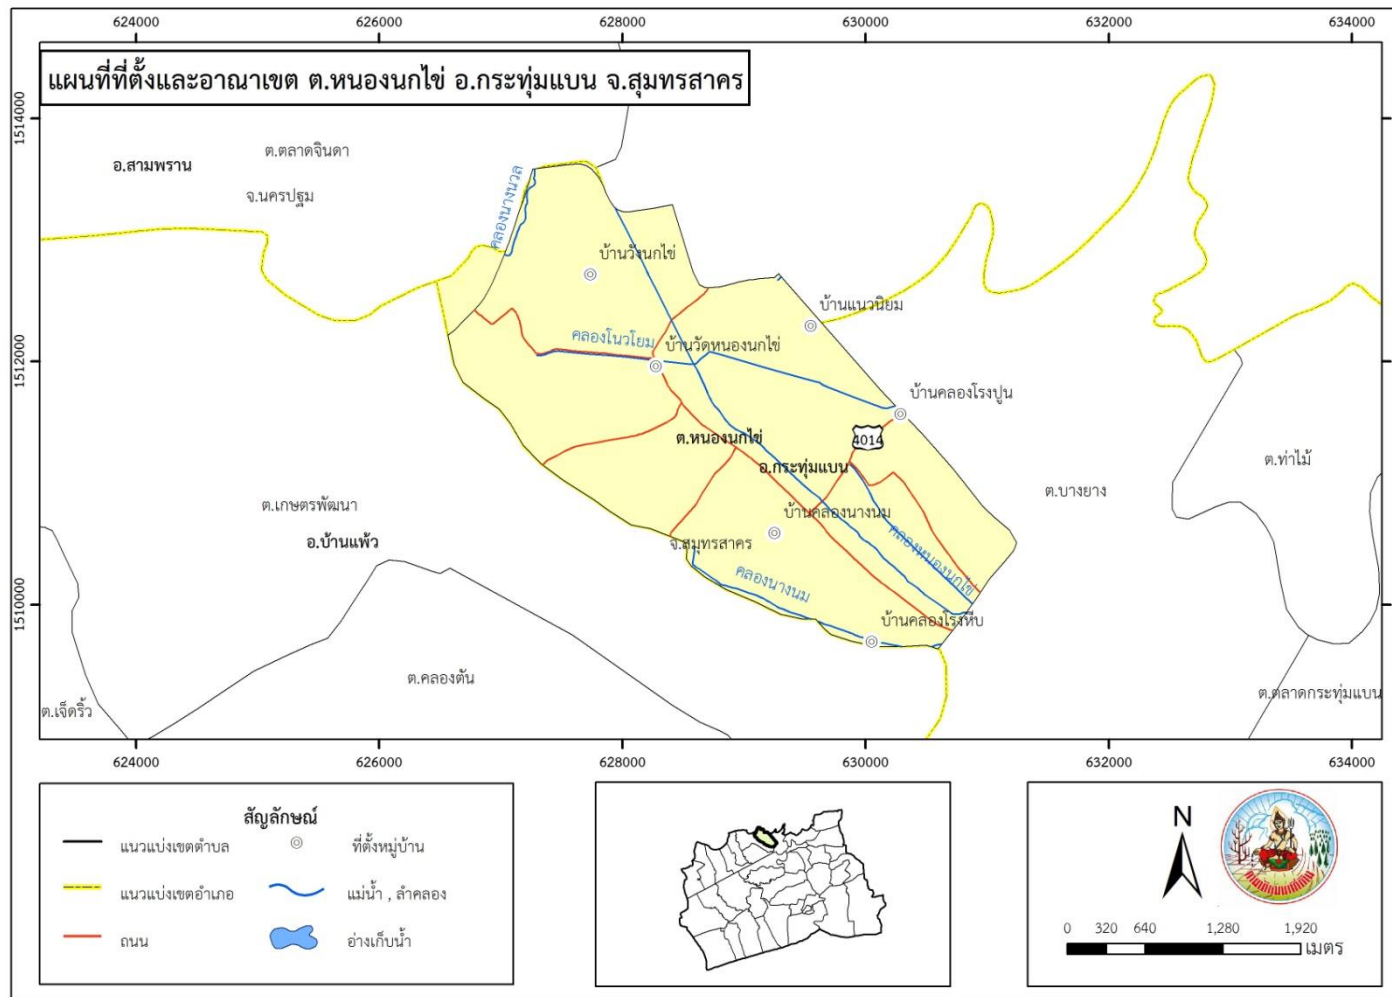 624000 626000 628000 630000 632000 634000
แผนที่ที่ตั้งและอาณาเขต ต.หนองนกไข่ อ.กระทุ่มแบน จ.สุมทรสาคร
1514000
1512000
1510000
ต.ตลาดจินดา
อ.สามพราน
จ.นครปฐม
คลองนางนวล
บ้านวังนกไข่
บ้านแนวนิยม
คลองโนวโยม
บ้านวัดหนองนกไข่
บ้านคลองโรงปูน
ต.หนองนกไข่
4014
อ.กระทุ่มแบน
ต.ท่าไม้
ต.บางยาง
ต.เกษตรพัฒนา
บ้านคลองนางนม
อ.บ้านแพ้ว
จ.สมุทรสาคร
คลองหนองนกไข่
คลองนางนม
บ้านคลองโรงหีบ
ต.คลองตัน
ต.ตลาดกระทุ่มแบน
ต.เจ็ดริ้ว
624000 626000 628000 630000 632000 634000
สัญลักษณ์
แนวแบ่งเขตตำบล
ที่ตั้งหมู่บ้าน
แนวแบ่งเขตอำเภอ
แม่น้ำ , ลำคลอง
ถนน
อ่างเก็บน้ำ
N
กรมพัฒนาที่ดิน
0 320 640 1,280 1,920
เมตร